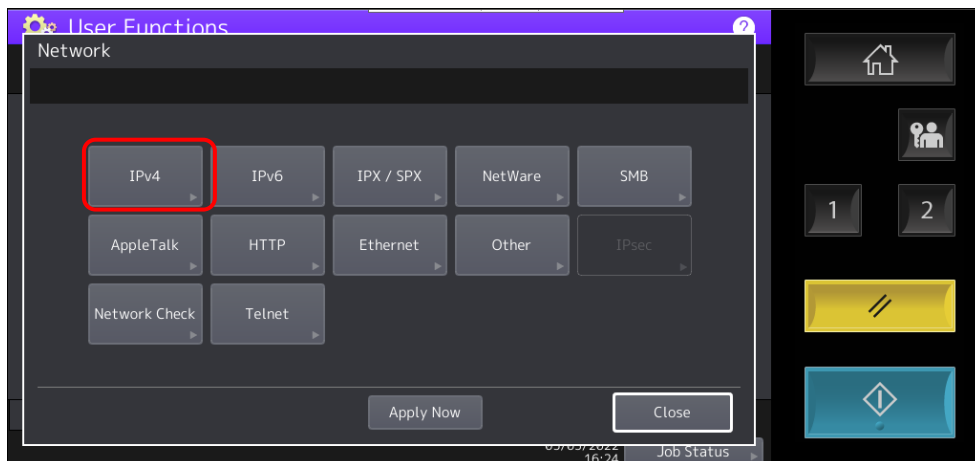 User Functions
?
Network
IPv4
IPv6
IPX / SPX
NetWare
SMB
AppleTalk
HTTP
Ethernet
Other
IPsec
Network Check
Telnet
Apply Now
Close
16:24
Job Status
1
2